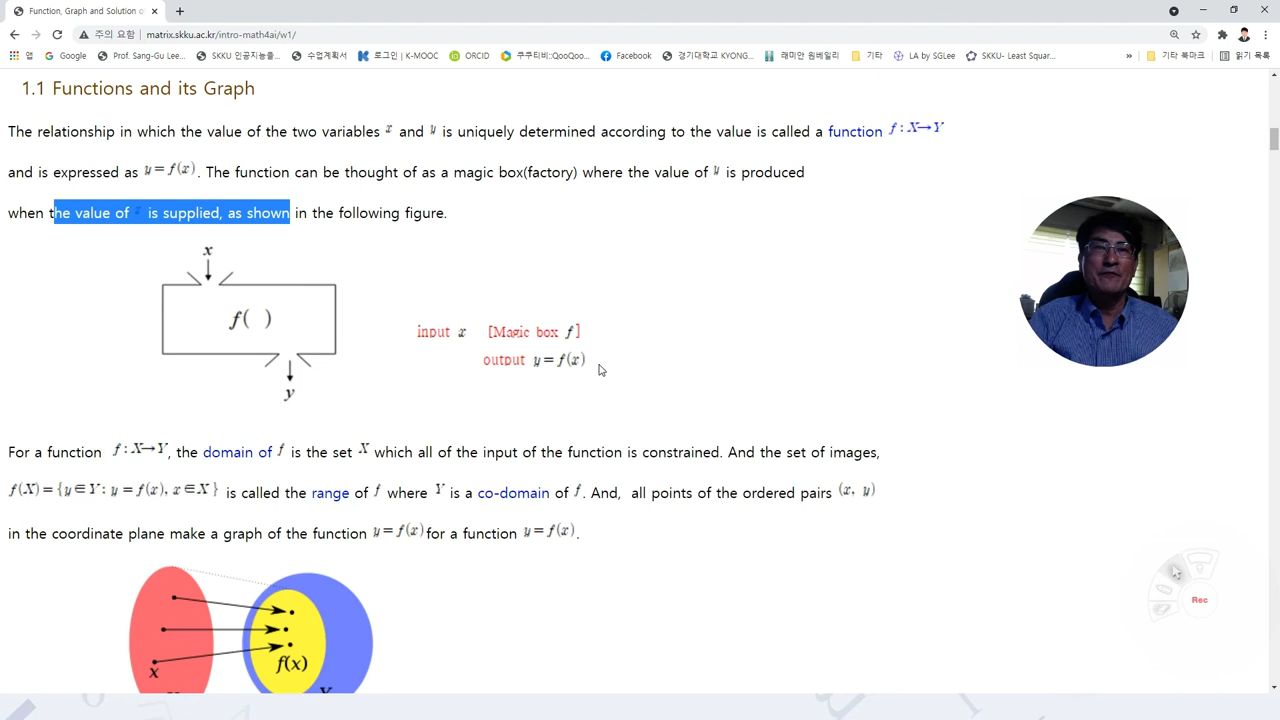 Function, Graph and Solution o
주의 요함
matrix.skku.ac.kr/intro-math4ai/w1/
앱
Google
Prof. Sang-Gu Lee...
SKKU 인공지능을...
수업계획서
로그인 | K-MOOC
ORCID
쿠쿠티비::QooQoo...
Facebook
경기대학교 KYONG...
래미안 원베일리
기타
LA by SGLee
SKKU- Least Squar...
»
기타 북마크
읽기 목록
1.1 Functions and its Graph
The relationship in which the value of the two variables x and y is uniquely determined according to the value is called a function f : X→Y
and is expressed as y = f(x). The function can be thought of as a magic box(factory) where the value of y is produced
when the value of x is supplied, as shown in the following figure.
x
f( )
y
input x [Magic box f]
output y = f(x)
For a function f : X→Y, the domain of f is the set X which all of the input of the function is constrained. And the set of images,
f(X) = {y∈Y : y = f(x), x∈X} is called the range of f where Y is a co-domain of f. And, all points of the ordered pairs (x, y)
in the coordinate plane make a graph of the function y = f(x) for a function y = f(x).
f(x)
x
Rec